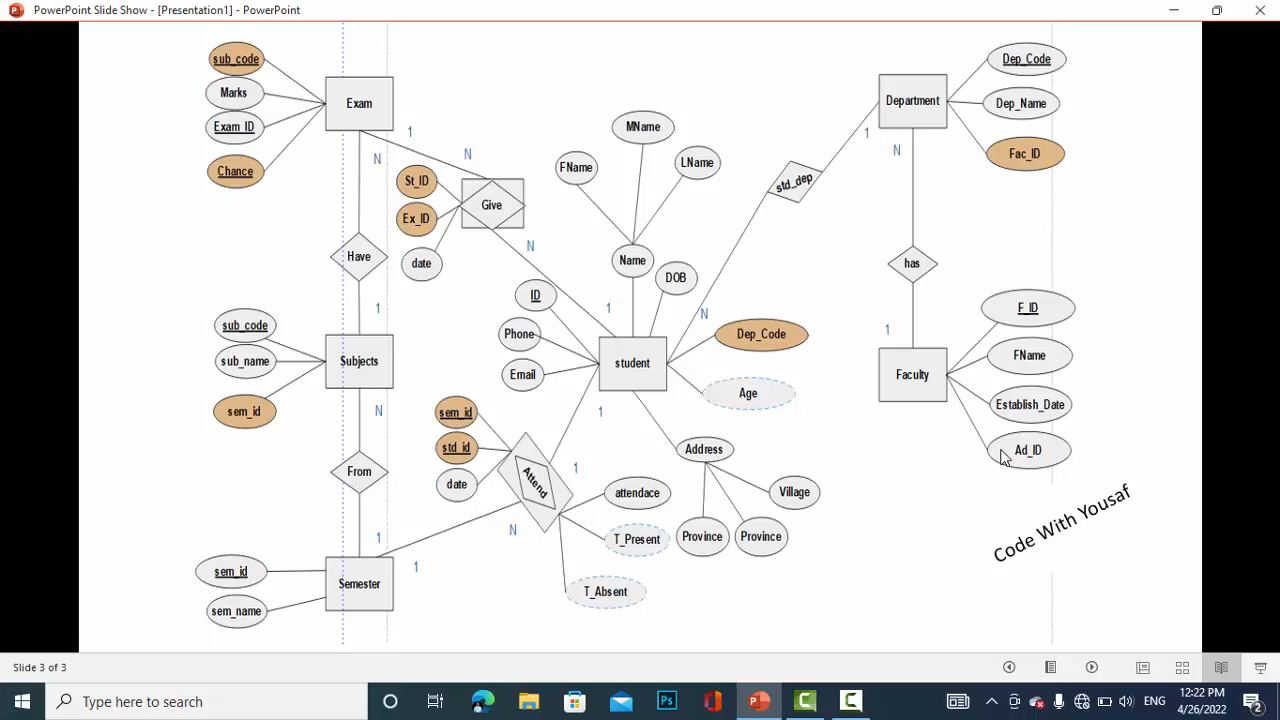 PowerPoint Slide Show - [Presentation1] - PowerPoint
sub_code
Marks
Exam ID
Chance
Exam
1
N
N
St_ID
Ex_ID
date
Give
N
Have
1
sub_code
sub_name
sem_id
Subjects
N
From
1
sem_id
sem_name
Semester
1
MName
FName
LName
Name
DOB
ID
Phone
Email
1
student
N
Dep_Code
Age
1
sem_id
std_id
date
Attend
1
N
attendace
T_Present
T_Absent
Address
Village
Province
Province
std_dep
1
Department
Dep_Code
Dep_Name
Fac_ID
N
has
1
Faculty
F_ID
FName
Establish_Date
Ad_ID
Code With Yousaf
Slide 3 of 3
Type here to search
Ps
ENG
12:22 PM
4/26/2022
2